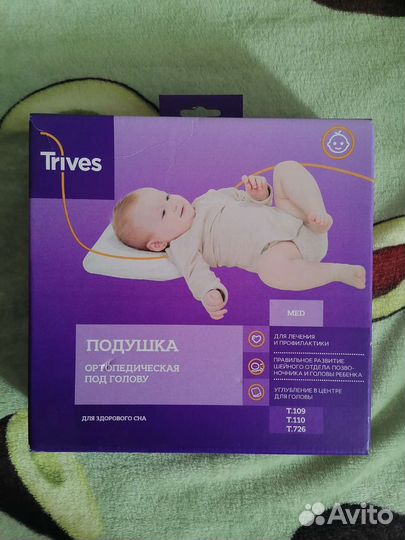 Trives
MED
ПОДУШКА
ОРТОПЕДИЧЕСКАЯ
ПОД ГОЛОВУ
ДЛЯ ЗДОРОВОГО СНА
ДЛЯ ЛЕЧЕНИЯ
И ПРОФИЛАКТИКИ
ПРАВИЛЬНОЕ РАЗВИТИЕ
ШЕЙНОГО ОТДЕЛА ПОЗВО-
НОЧНИКА И ГОЛОВЫ РЕБЕНКА
УГЛУБЛЕНИЕ В ЦЕНТРЕ
ДЛЯ ГОЛОВЫ
Т.109
Т.110
Т.726
Avito